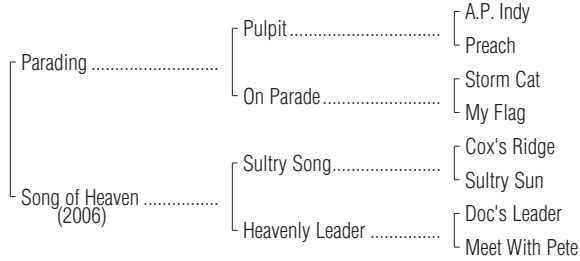 A.P. Indy
Pulpit
Preach
Parading
Storm Cat
On Parade
My Flag
Cox's Ridge
Sultry Song
Sultry Sun
Song of Heaven
(2006)
Doc's Leader
Heavenly Leader
Meet With Pete